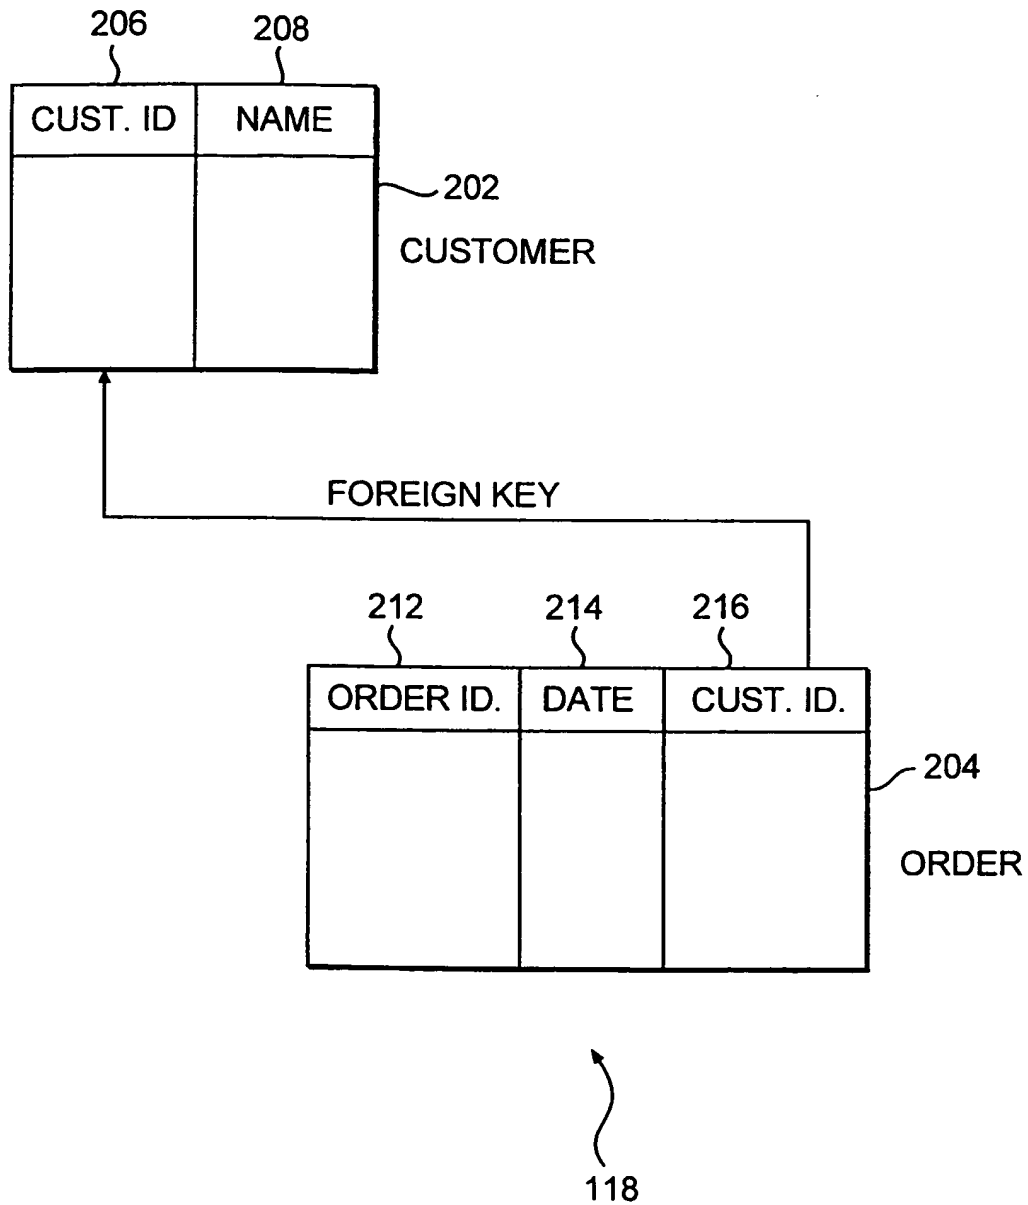 206 208
CUST. ID NAME
202
CUSTOMER
FOREIGN KEY
212 214 216
ORDER ID. DATE CUST. ID.
204
ORDER
118